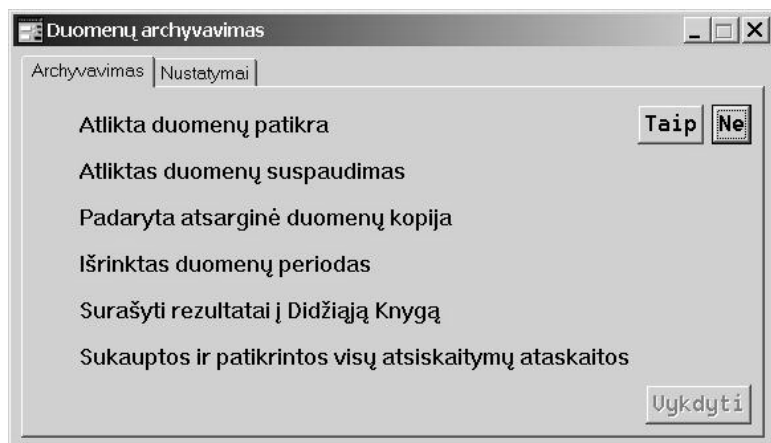 Duomenų archyvavimas
Archyvavimas Nustatymai
Atlikta duomenų patikra Taip Ne
Atliktas duomenų suspaudimas
Padaryta atsarginė duomenų kopija
Išrinktas duomenų periodas
Surašyti rezultatai į Didžiąją Knygą
Sukauptos ir patikrintos visų atsiskaitymų ataskaitos
Vykdyti